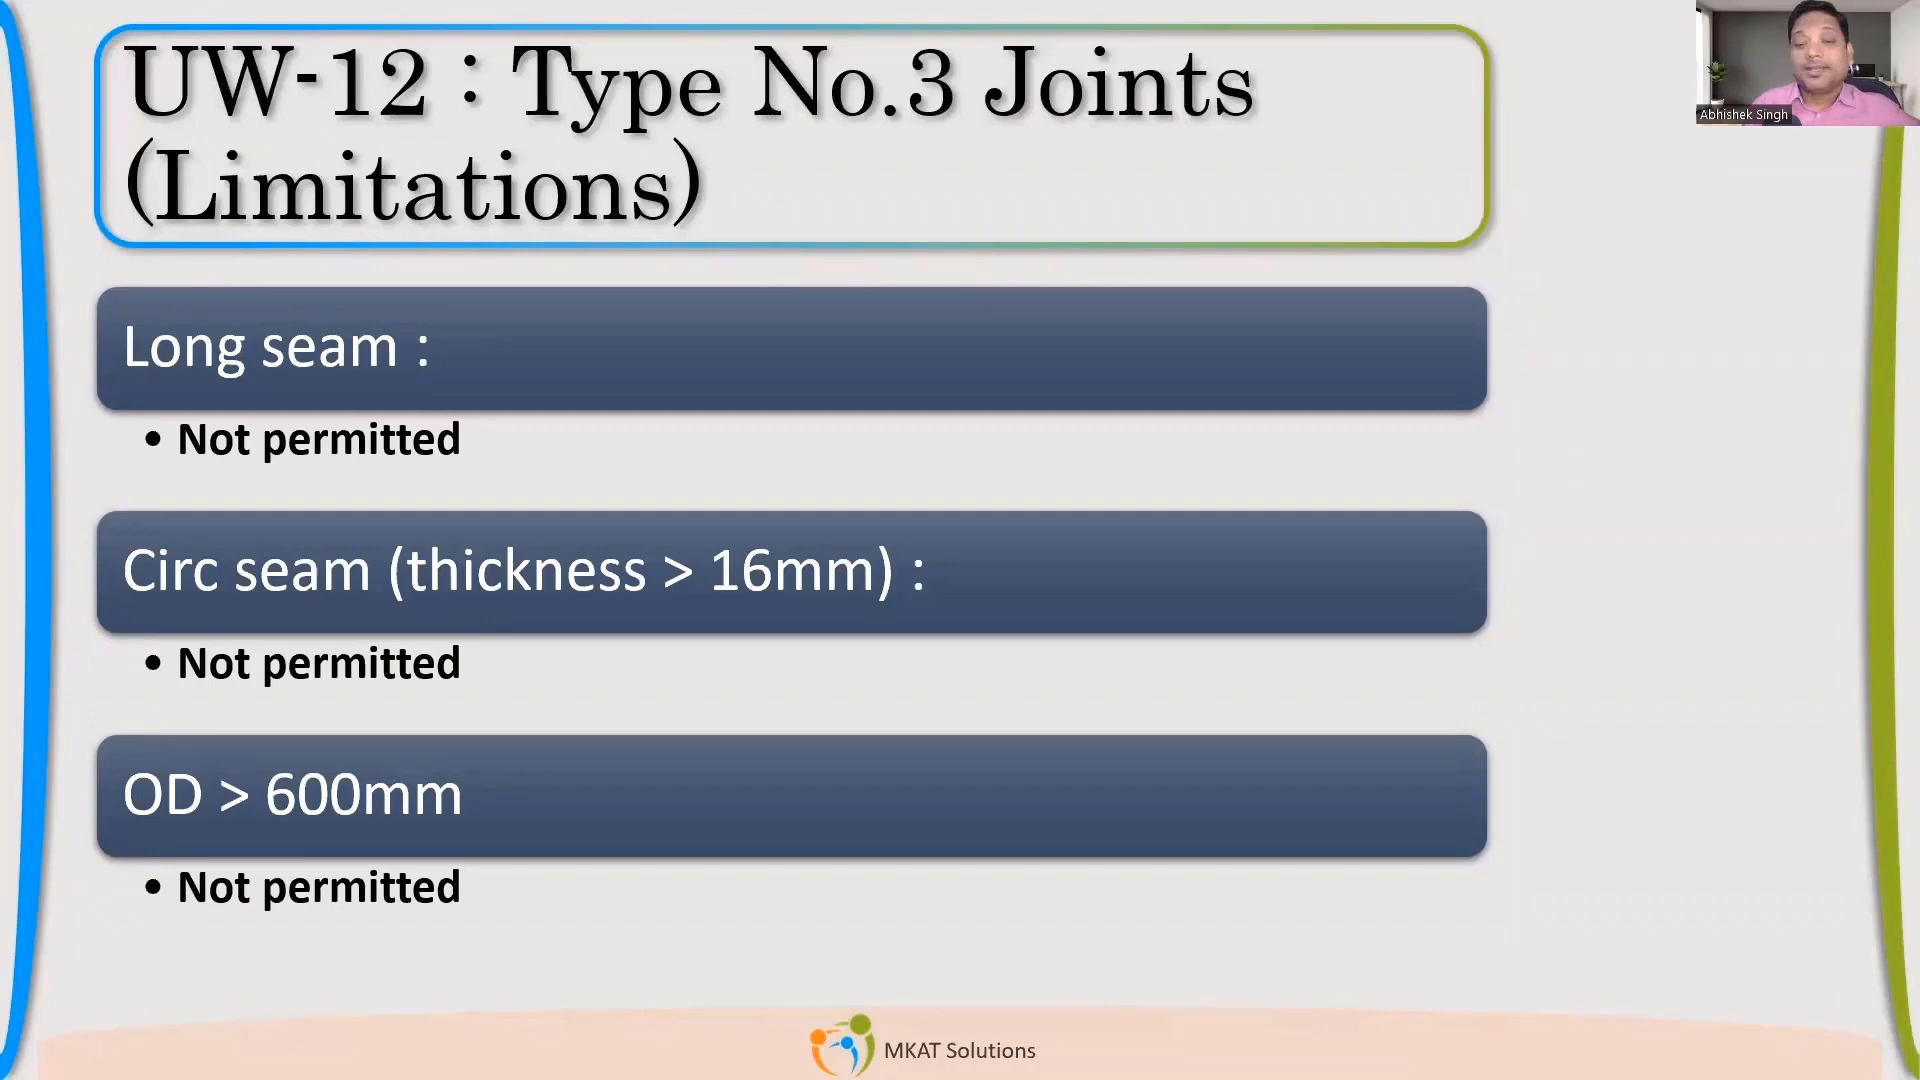 UW-12 : Type No.3 Joints
(Limitations)
Abhishek Singh
Long seam :
• Not permitted
Circ seam (thickness > 16mm) :
• Not permitted
OD > 600mm
• Not permitted
MKAT Solutions